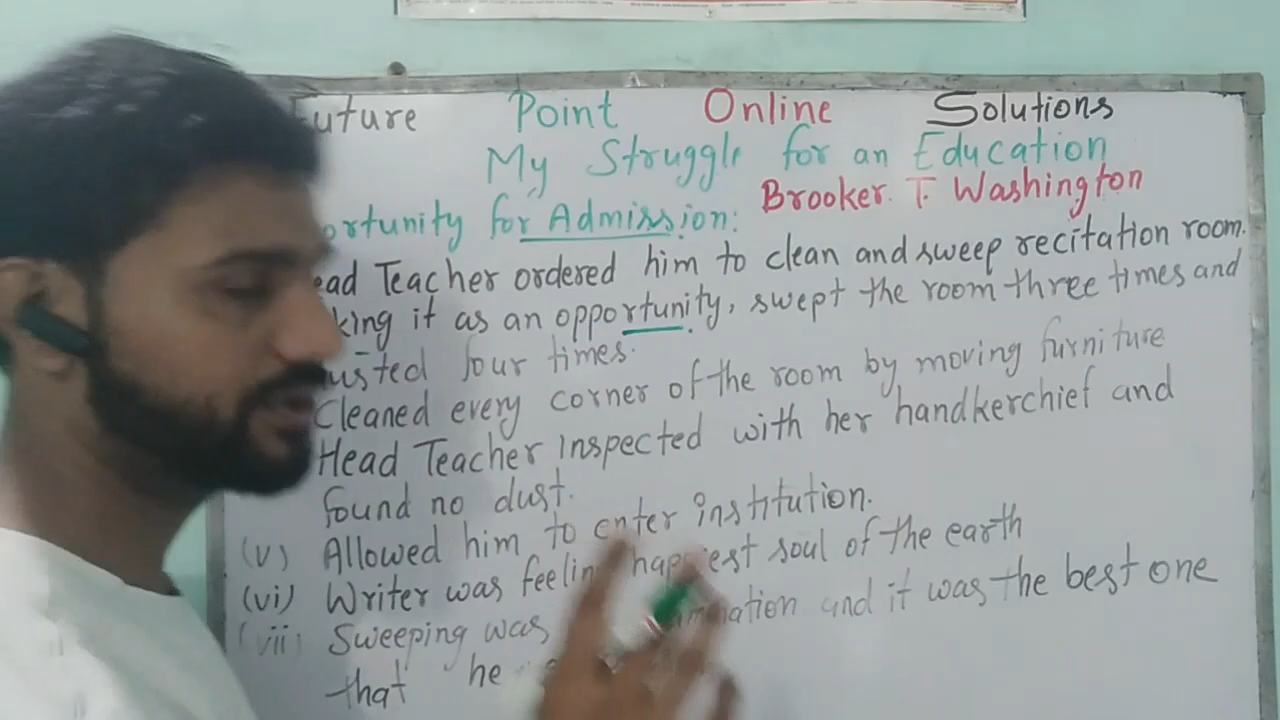 uture Point Online Solutions
My Struggle for an Education
Brooker. T. Washington
ortunity for Admission:
ead Teacher ordered him to clean and sweep recitation room.
king it as an opportunity, swept the room three times and
usted four times.
Cleaned every corner of the room by moving furniture
Head Teacher inspected with her handkerchief and
found no dust.
(v) Allowed him to enter institution.
(vi) Writer was feelin happiest soul of the earth
(vii) Sweeping was mination and it was the best one
that he